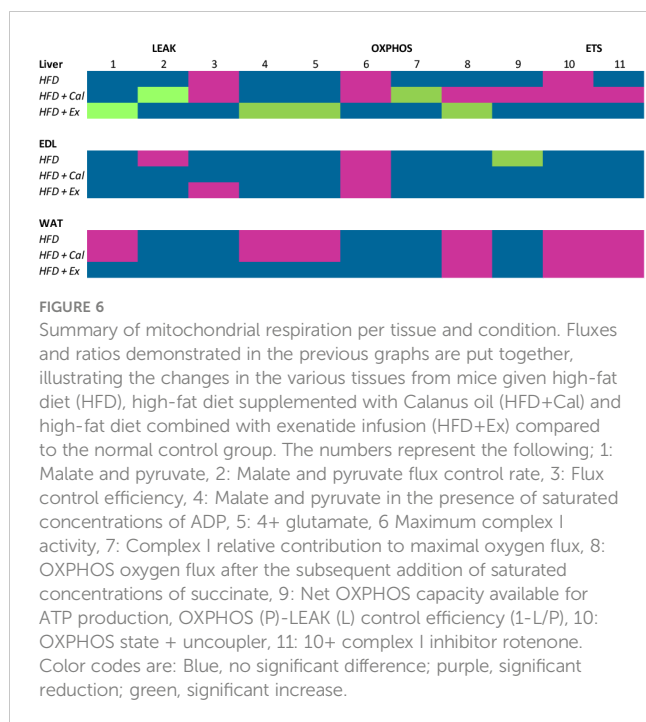 LEAK OXPHOS ETS
Liver 1 2 3 4 5 6 7 8 9 10 11
HFD
HFD + Cal
HFD + Ex
EDL
HFD
HFD + Cal
HFD + Ex
WAT
HFD
HFD + Cal
HFD + Ex
FIGURE 6
Summary of mitochondrial respiration per tissue and condition. Fluxes
and ratios demonstrated in the previous graphs are put together,
illustrating the changes in the various tissues from mice given high-fat
diet (HFD), high-fat diet supplemented with Calanus oil (HFD+Cal) and
high-fat diet combined with exenatide infusion (HFD+Ex) compared
to the normal control group. The numbers represent the following; 1:
Malate and pyruvate, 2: Malate and pyruvate flux control rate, 3: Flux
control efficiency, 4: Malate and pyruvate in the presence of saturated
concentrations of ADP, 5: 4+ glutamate, 6 Maximum complex I
activity, 7: Complex I relative contribution to maximal oxygen flux, 8:
OXPHOS oxygen flux after the subsequent addition of saturated
concentrations of succinate, 9: Net OXPHOS capacity available for
ATP production, OXPHOS (P)-LEAK (L) control efficiency (1-L/P), 10:
OXPHOS state + uncoupler, 11: 10+ complex I inhibitor rotenone.
Color codes are: Blue, no significant difference; purple, significant
reduction; green, significant increase.